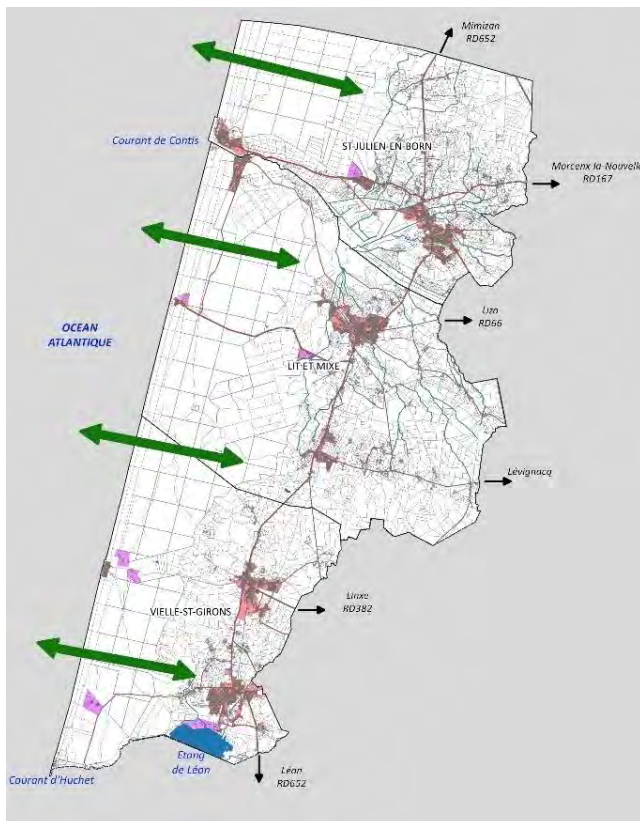 Mimizan
RD652
Courant de Contis
ST-JULIEN-EN-BORN
Morcenx la-Nouvelle
RD167
OCEAN
ATLANTIQUE
Uza
RD66
LIT ET MIXE
Lévignacq
VIELLE-ST-GIRONS
Linxe
RD382
Etang
de Léon
Courant d'Huchet
Léon
RD652